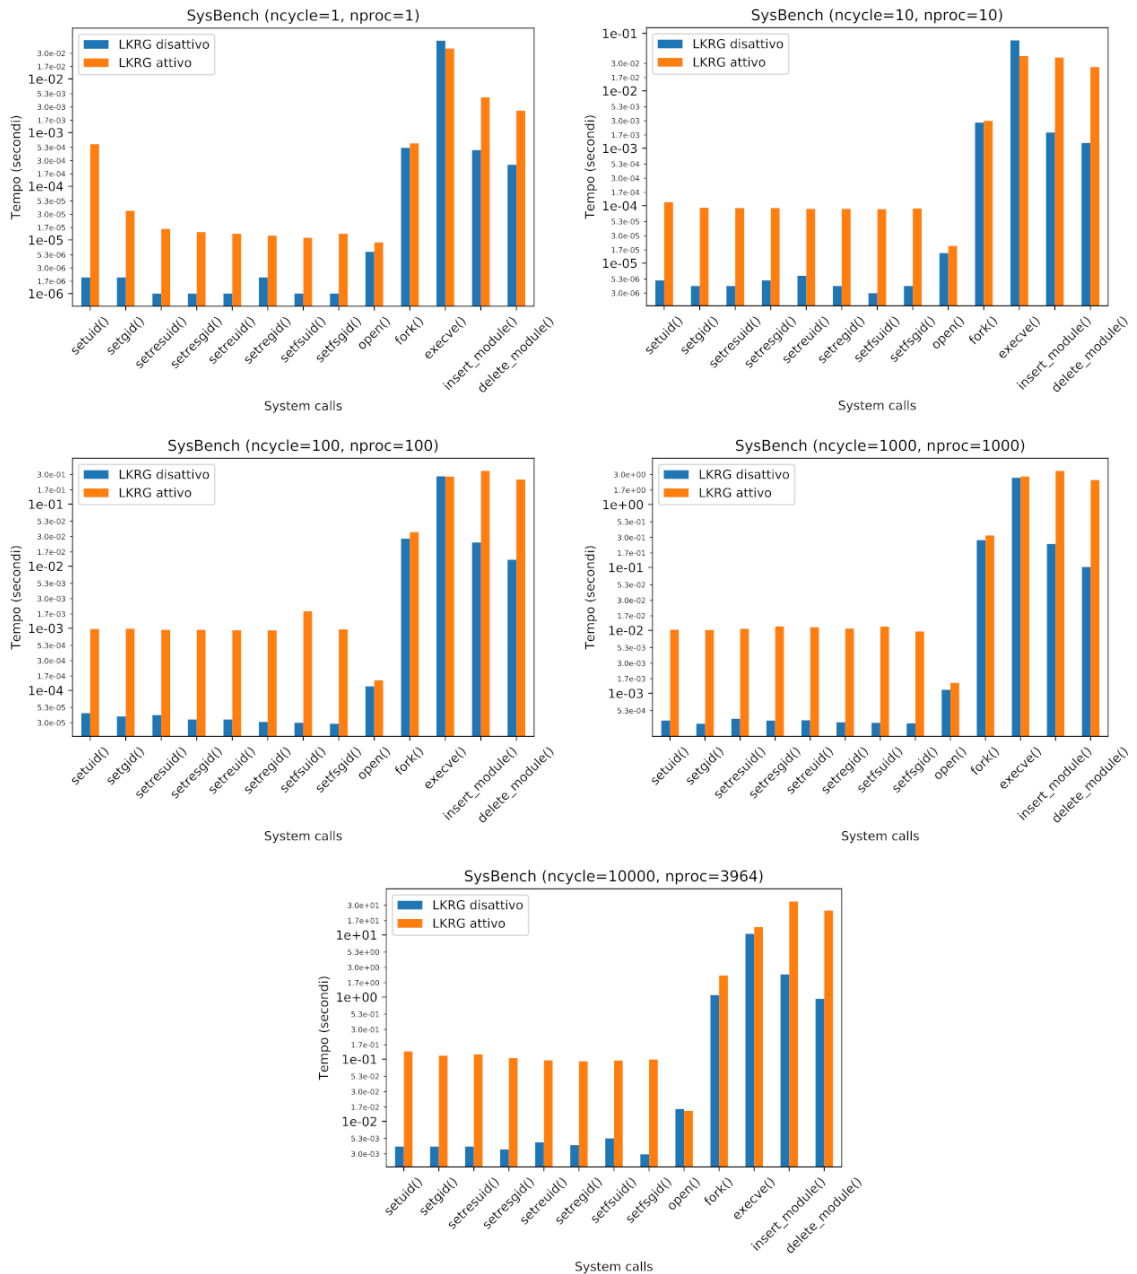 SysBench (ncycle=1, nproc=1)
LKRG disattivo
LKRG attivo
Tempo (secondi)
3.0e-02
1.7e-02
1e-02
5.3e-03
3.0e-03
1.7e-03
1e-03
5.3e-04
3.0e-04
1.7e-04
1e-04
5.3e-05
3.0e-05
1.7e-05
1e-05
5.3e-06
3.0e-06
1.7e-06
1e-06
setuid()
setgid()
setresuid()
setresgid()
setreuid()
setregid()
setfsuid()
setfsgid()
open()
fork()
execve()
insert_module()
delete_module()
System calls
SysBench (ncycle=10, nproc=10)
LKRG disattivo
LKRG attivo
Tempo (secondi)
1e-01
5.3e-02
3.0e-02
1.7e-02
1e-02
5.3e-03
3.0e-03
1.7e-03
1e-03
5.3e-04
3.0e-04
1.7e-04
1e-04
5.3e-05
3.0e-05
1.7e-05
1e-05
5.3e-06
3.0e-06
setuid()
setgid()
setresuid()
setresgid()
setreuid()
setregid()
setfsuid()
setfsgid()
open()
fork()
execve()
insert_module()
delete_module()
System calls
SysBench (ncycle=100, nproc=100)
LKRG disattivo
LKRG attivo
Tempo (secondi)
3.0e-01
1.7e-01
1e-01
5.3e-02
3.0e-02
1.7e-02
1e-02
5.3e-03
3.0e-03
1.7e-03
1e-03
5.3e-04
3.0e-04
1.7e-04
1e-04
5.3e-05
3.0e-05
setuid()
setgid()
setresuid()
setresgid()
setreuid()
setregid()
setfsuid()
setfsgid()
open()
fork()
execve()
insert_module()
delete_module()
System calls
SysBench (ncycle=1000, nproc=1000)
LKRG disattivo
LKRG attivo
Tempo (secondi)
3.0e+00
1.7e+00
1e+00
5.3e-01
3.0e-01
1.7e-01
1e-01
5.3e-02
3.0e-02
1.7e-02
1e-02
5.3e-03
3.0e-03
1.7e-03
1e-03
5.3e-04
setuid()
setgid()
setresuid()
setresgid()
setreuid()
setregid()
setfsuid()
setfsgid()
open()
fork()
execve()
insert_module()
delete_module()
System calls
SysBench (ncycle=10000, nproc=3964)
LKRG disattivo
LKRG attivo
Tempo (secondi)
3.0e+01
1.7e+01
1e+01
5.3e+00
3.0e+00
1.7e+00
1e+00
5.3e-01
3.0e-01
1.7e-01
1e-01
5.3e-02
3.0e-02
1.7e-02
1e-02
5.3e-03
3.0e-03
setuid()
setgid()
setresuid()
setresgid()
setreuid()
setregid()
setfsuid()
setfsgid()
open()
fork()
execve()
insert_module()
delete_module()
System calls